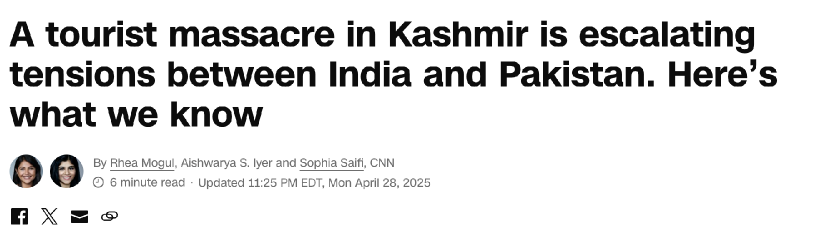 A tourist massacre in Kashmir is escalating
tensions between India and Pakistan. Here’s
what we know
By Rhea Mogul, Aishwarya S. Iyer and Sophia Saifi, CNN
6 minute read · Updated 11:25 PM EDT, Mon April 28, 2025